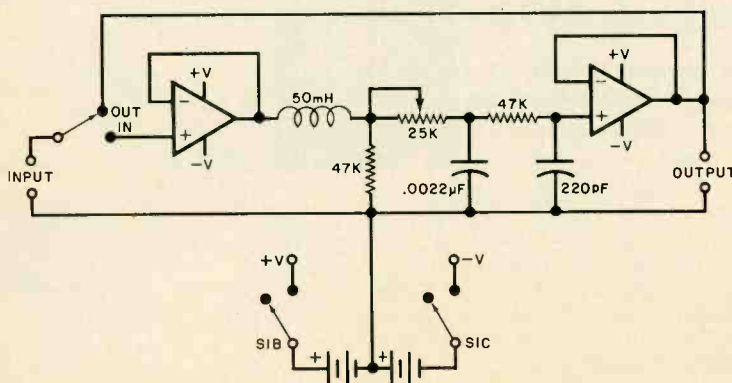 +V
OUT
IN
-
+
-V
50mH
25K
47K
47K
.0022µF
220pF
+V
-
+
-V
INPUT
OUTPUT
+V
-V
S1B
+
+
S1C